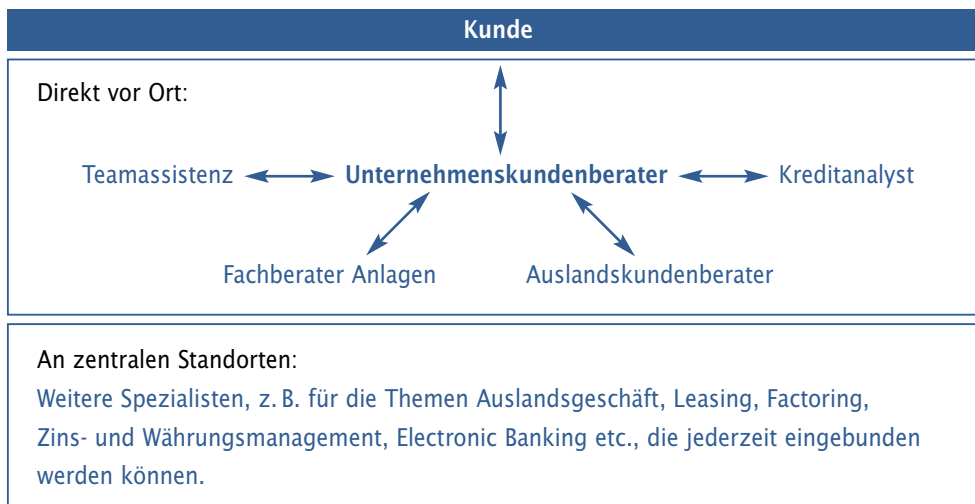 Kunde
Direkt vor Ort:
Teamassistenz Unternehmenskundenberater Kreditanalyst
Fachberater Anlagen Auslandskundenberater
An zentralen Standorten:
Weitere Spezialisten, z. B. für die Themen Auslandsgeschäft, Leasing, Factoring,
Zins- und Währungsmanagement, Electronic Banking etc., die jederzeit eingebunden
werden können.